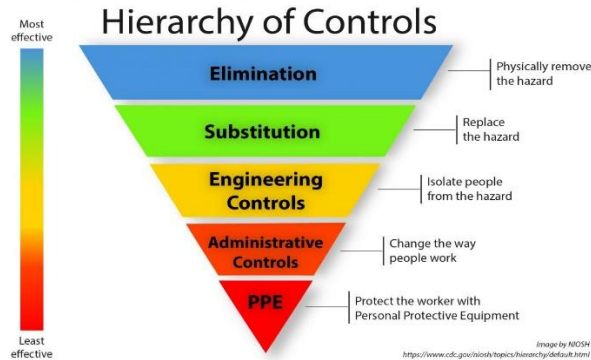 Hierarchy of Controls
Most
effective
Elimination
Physically remove
the hazard
Substitution
Replace
the hazard
Engineering
Controls
Isolate people
from the hazard
Administrative
Controls
Change the way
people work
PPE
Protect the worker with
Personal Protective Equipment
Least
effective
Image by NIOSH
https://www.cdc.gov/niosh/topics/hierarchy/default.html